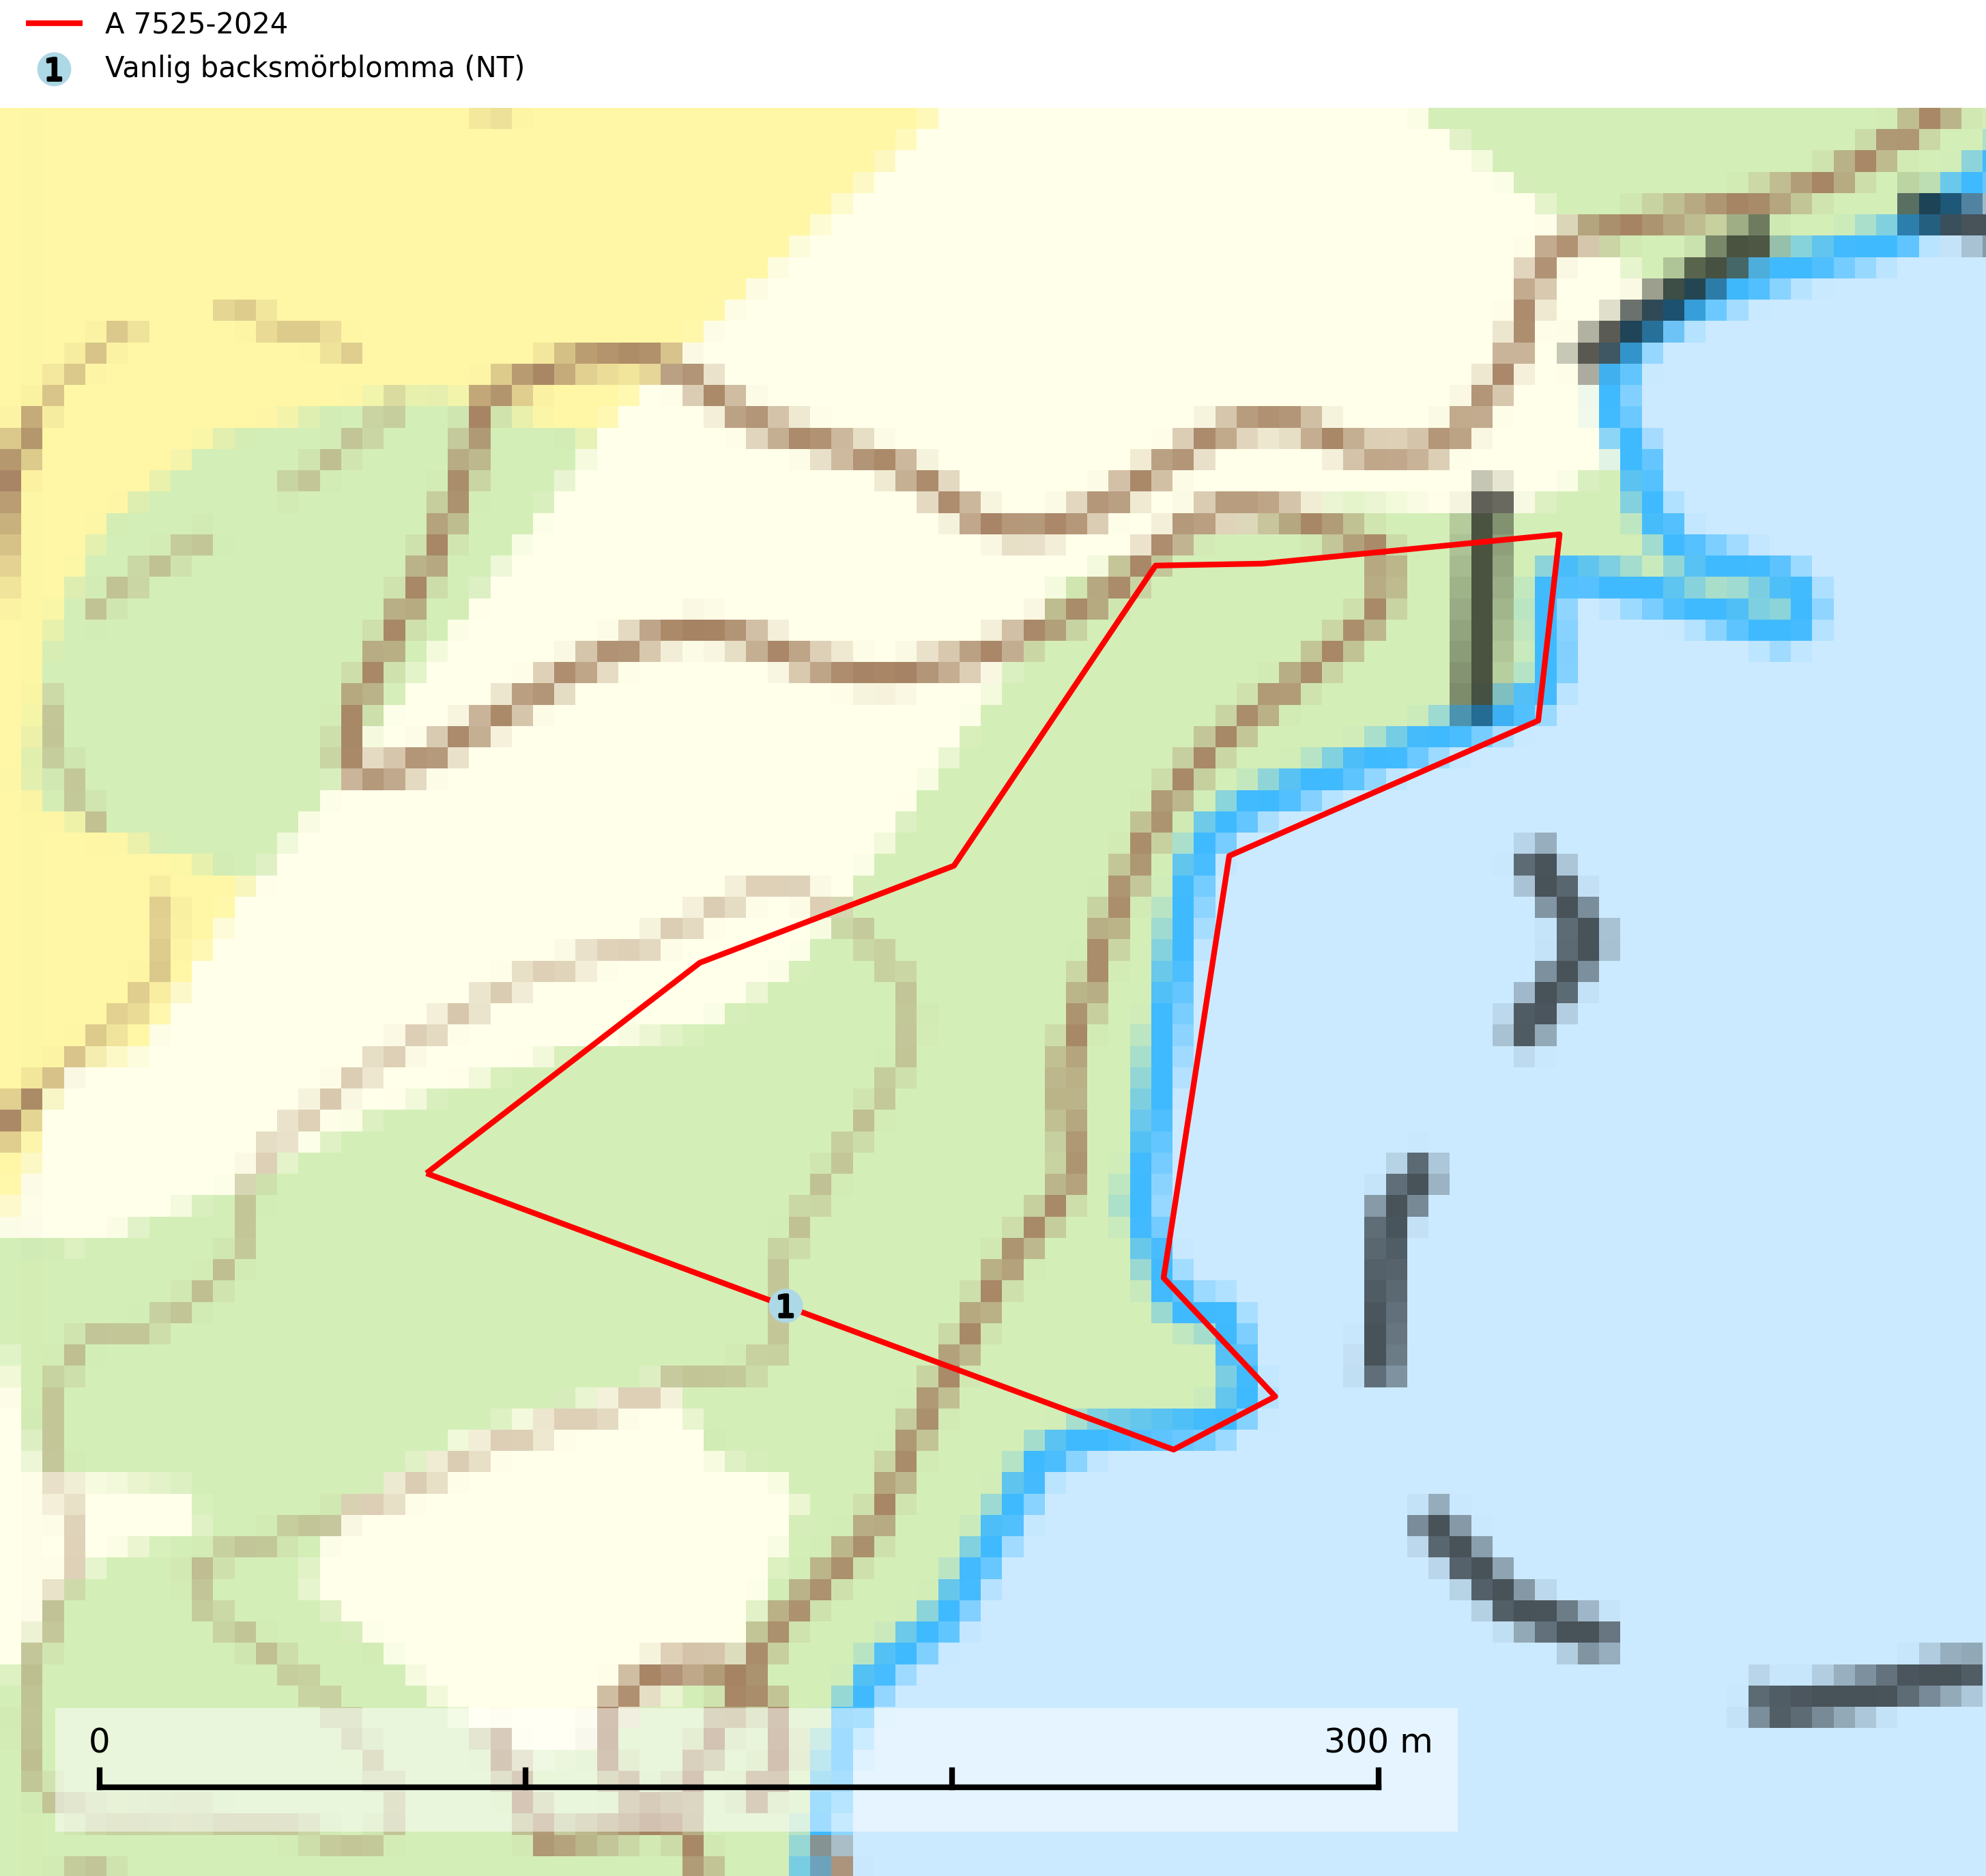 A 7525-2024
1 Vanlig backsmörblomma (NT)
1
0 300 m